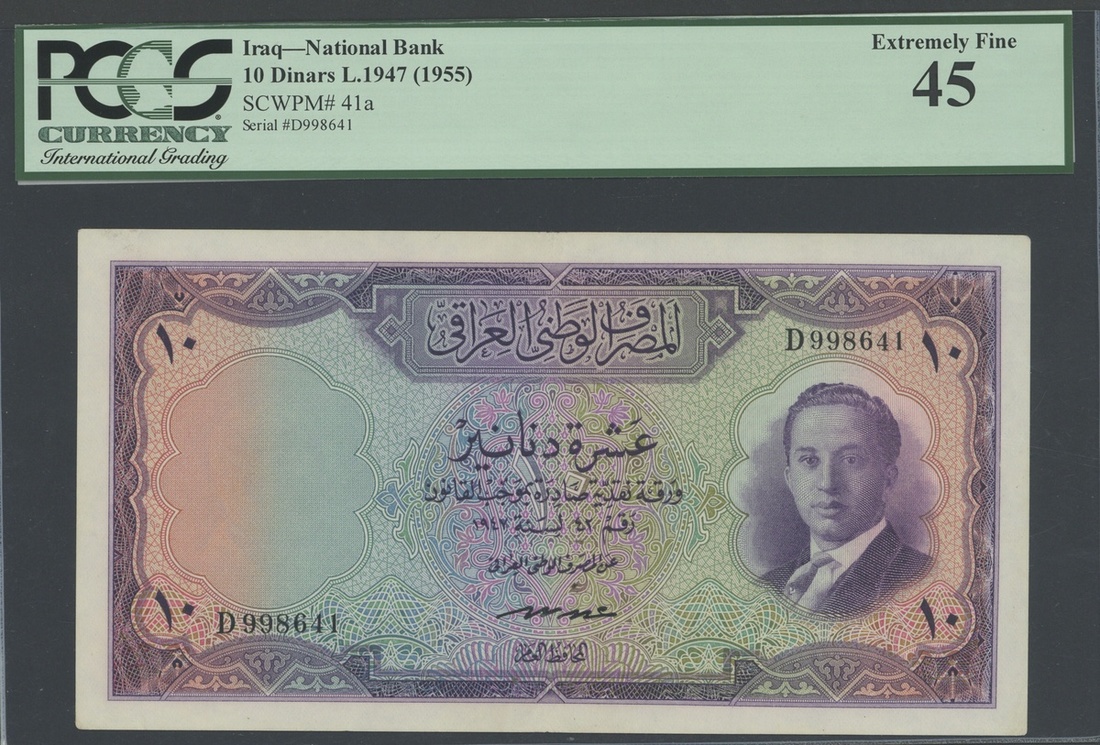 PCGS
CURRENCY
International Grading
Iraq—National Bank
10 Dinars L.1947 (1955)
SCWPM# 41a
Serial #D998641
Extremely Fine
45
المصرف الوطني العراقي
١٠
D998641
١٠
عشرة دنانير
ورقة نقدية صادرة بموجب القانون
رقم ٤٢ لسنة ١٩٤٧
عن المصرف الوطني العراقي
١٠
D998641
المحافظ
١٠